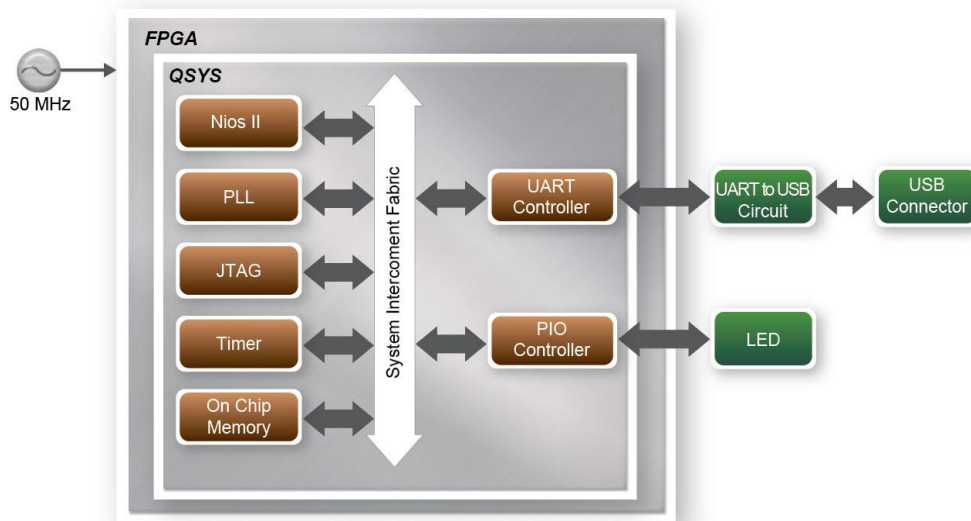 FPGA
QSYS
50 MHz
Nios II
PLL
JTAG
Timer
On Chip
Memory
System Intercoment Fabric
UART
Controller
PIO
Controller
UART to USB
Circuit
USB
Connector
LED